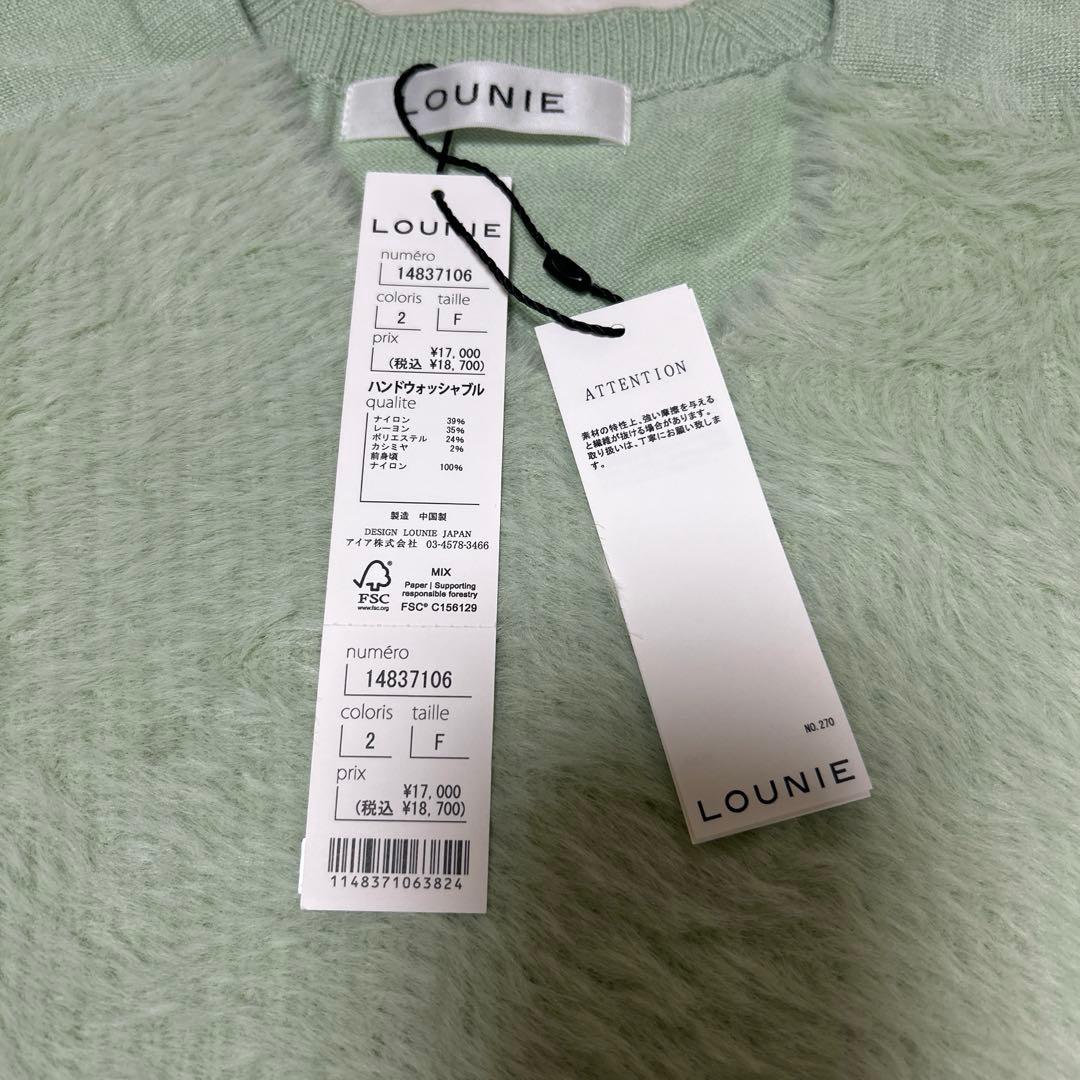 LOUNIE
LOUNIE
numéro
14837106
coloris taille
2 F
prix
¥17,000
(税込 ¥18,700)
ハンドウォッシャブル
qualite
ナイロン 39%
レーヨン 35%
ポリエステル 24%
カシミヤ 2%
前身頃
ナイロン 100%
製造 中国製
DESIGN LOUNIE JAPAN
アイア株式会社 03-4578-3466
FSC
www.fsc.org
MIX
Paper | Supporting
responsible forestry
FSC® C156129
numéro
14837106
coloris taille
2 F
prix
¥17,000
(税込 ¥18,700)
1148371063824
ATTENTION
素材の特性上、強い摩擦を与える
と繊維が抜ける場合があります。
取り扱いは、丁寧にお願い致しま
す。
NO.270
LOUNIE